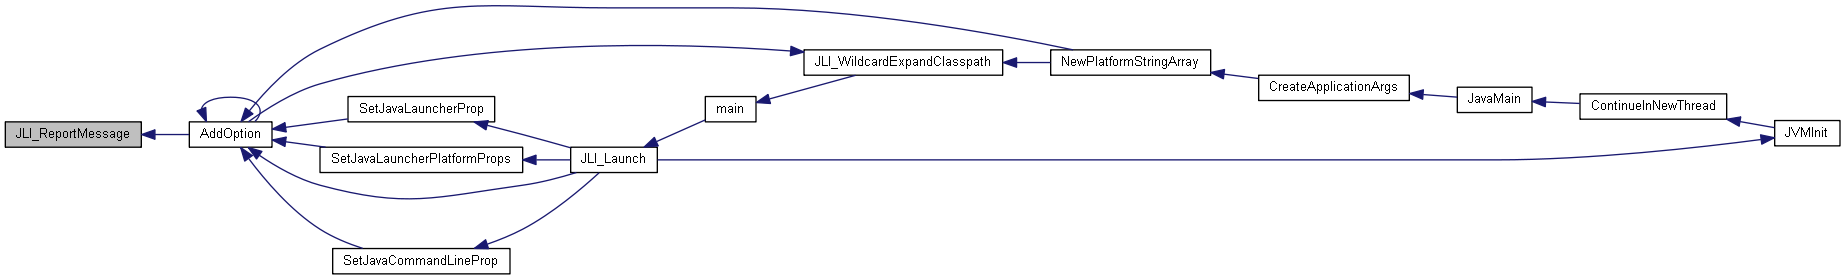 JLI_ReportMessage
AddOption
SetJavaLauncherProp
SetJavaLauncherPlatformProps
SetJavaCommandLineProp
JLI_Launch
main
JLI_WildcardExpandClasspath
NewPlatformStringArray
CreateApplicationArgs
JavaMain
ContinueInNewThread
JVMInit